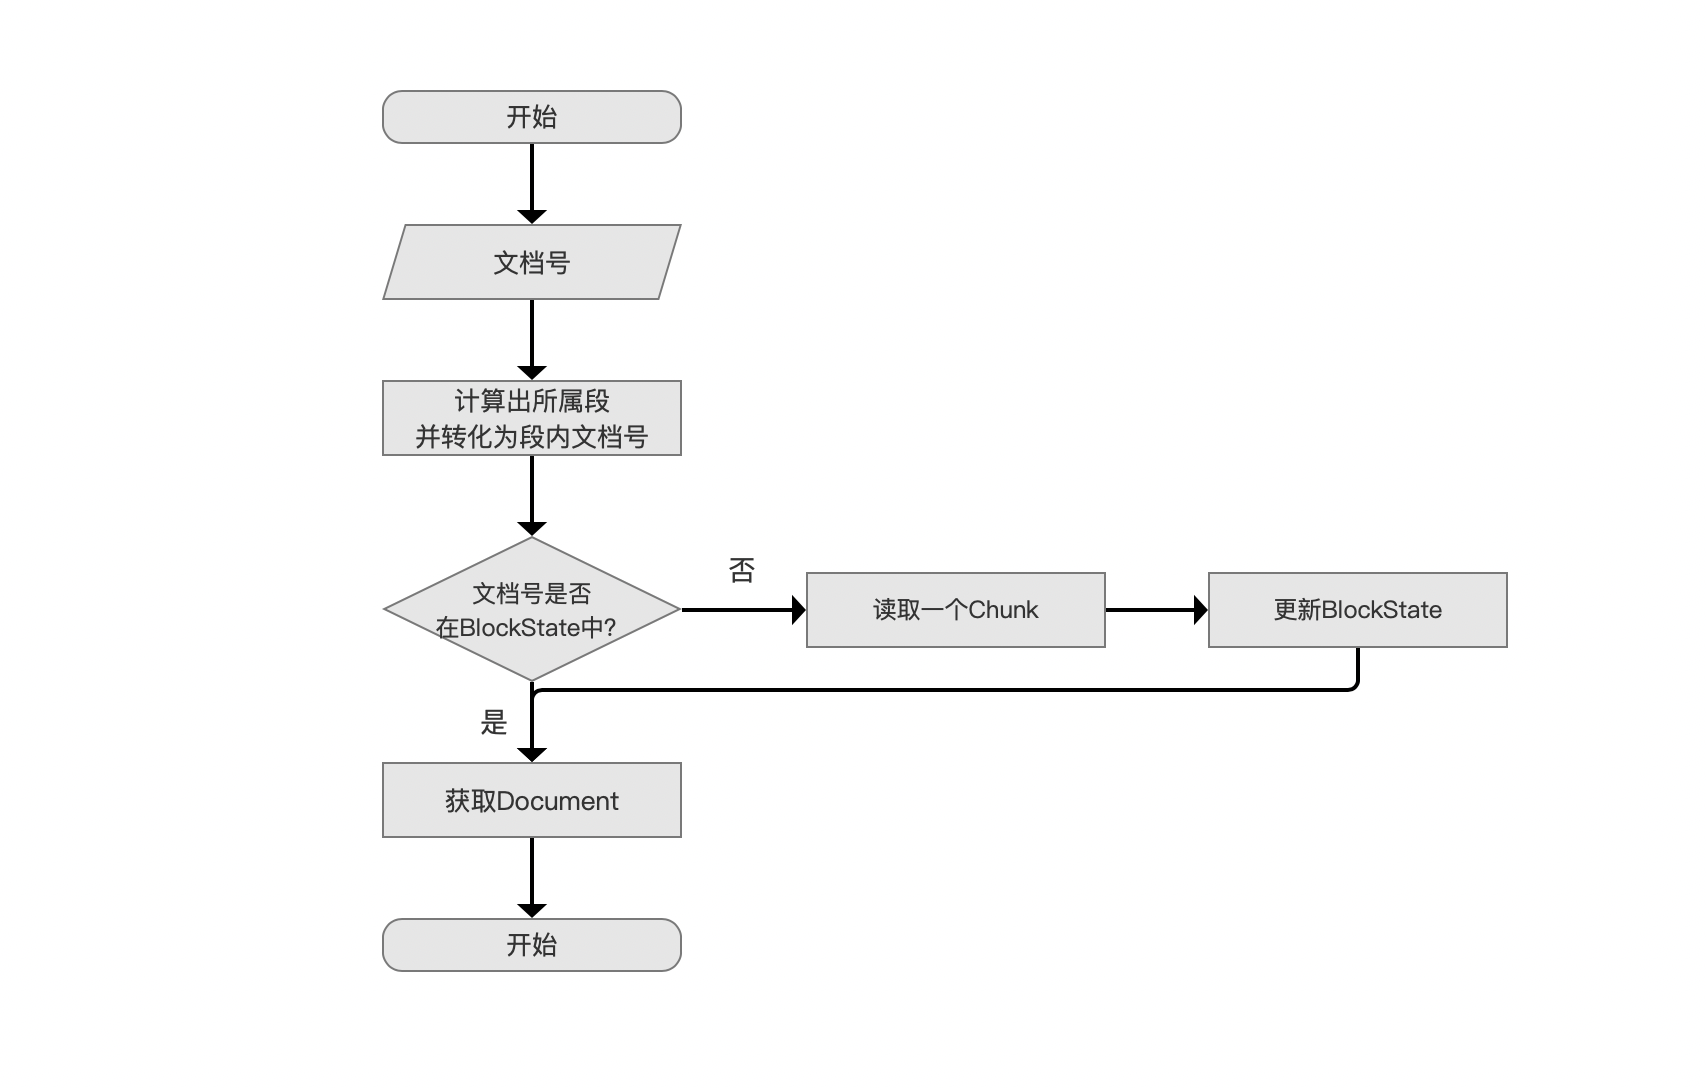 开始
文档号
计算出所属段
并转化为段内文档号
文档号是否
在BlockState中?
否
读取一个Chunk
更新BlockState
是
获取Document
开始